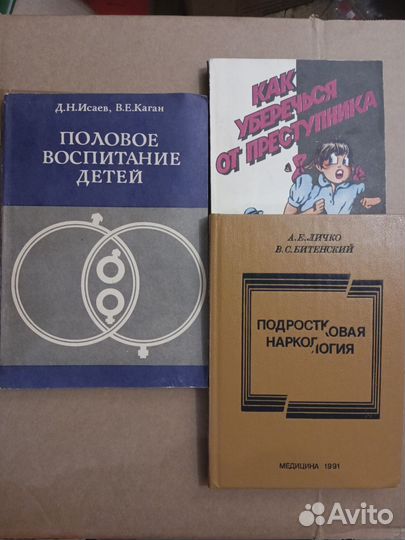 Д.Н.Исаев, В.Е.Каган
ПОЛОВОЕ
ВОСПИТАНИЕ
ДЕТЕЙ
КАК
УБЕРЕЧЬСЯ
ОТ ПРЕСТУПНИКА
А.Е.ЛИЧКО
В.С.БИТЕНСКИЙ
ПОДРОСТКОВАЯ
НАРКОЛОГИЯ
МЕДИЦИНА 1991
Avito